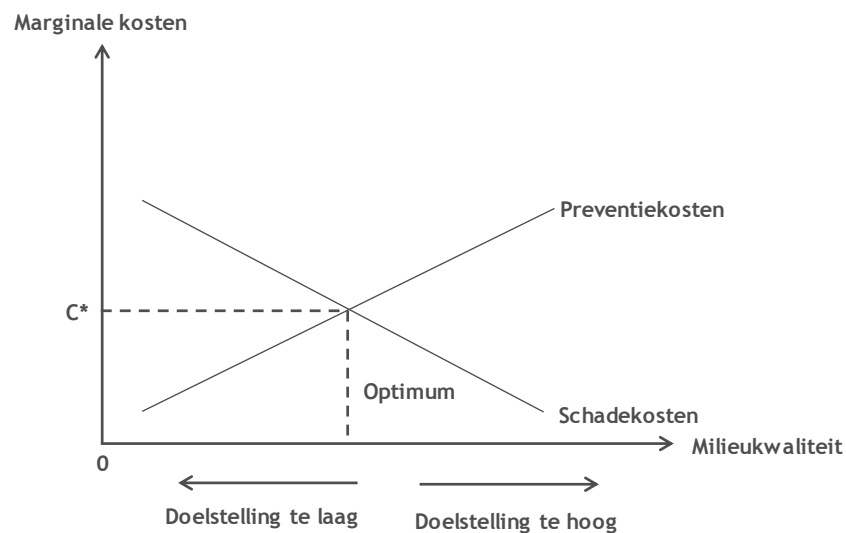 Marginale kosten
Preventiekosten
C*
Optimum
Schadekosten
Milieukwaliteit
0
Doelstelling te laag
Doelstelling te hoog